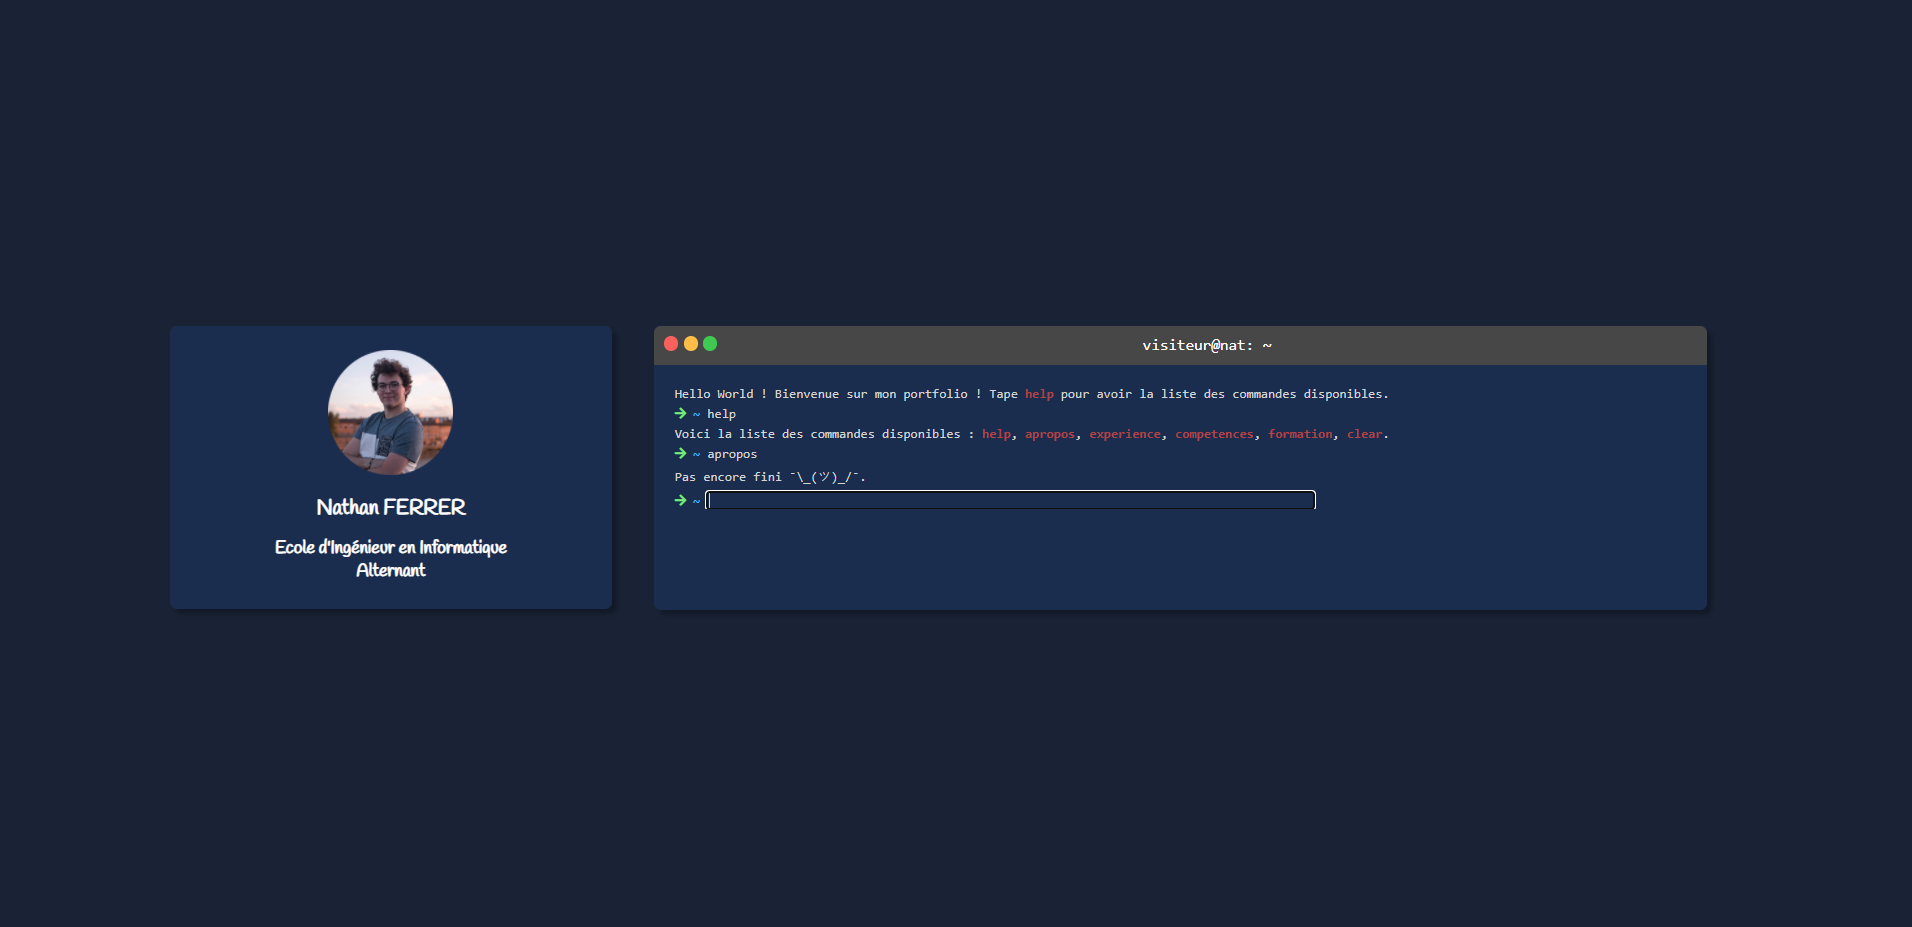 Nathan FERRER
Ecole d'Ingénieur en Informatique
Alternant
visiteur@nat: ~
Hello World ! Bienvenue sur mon portfolio ! Tape help pour avoir la liste des commandes disponibles.
➜ ~ help
Voici la liste des commandes disponibles : help, apropos, experience, competences, formation, clear.
➜ ~ apropos
Pas encore fini ¯\_(ツ)_/¯.
➜ ~